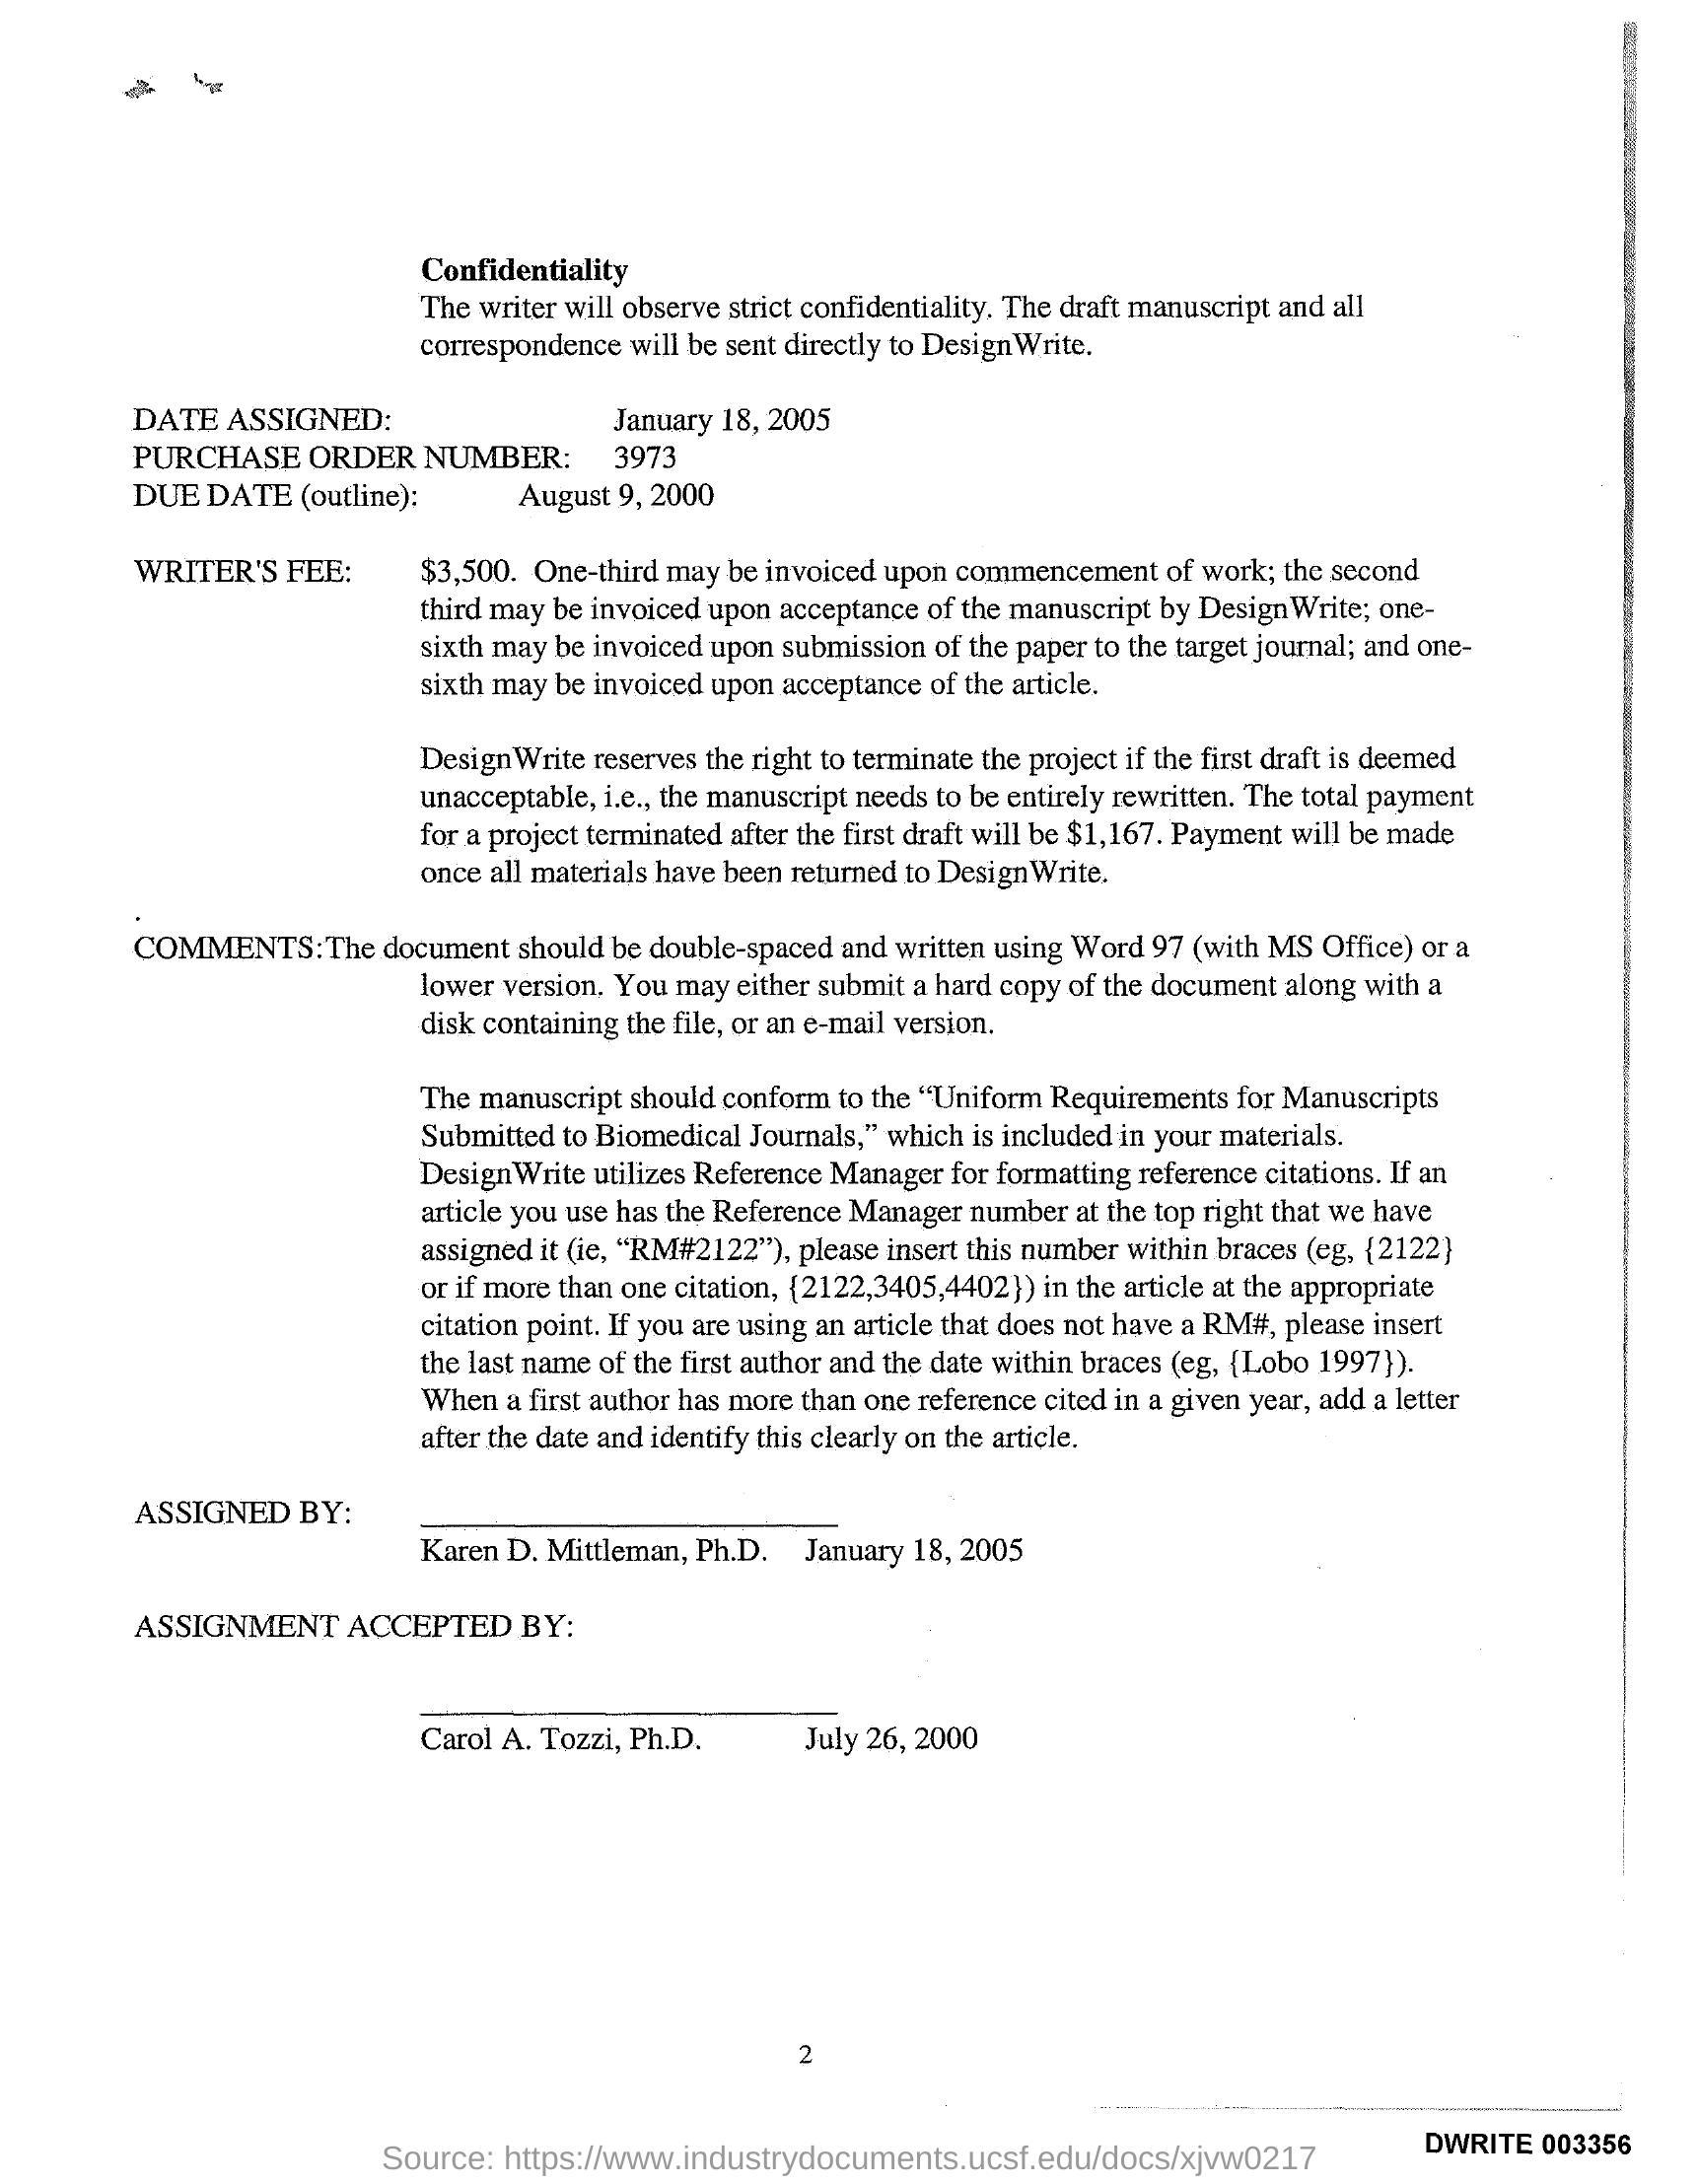 Confidentiality
The writer will observe strict confidentiality. The draft manuscript and all
correspondence will be sent directly to DesignWrite.
DATE ASSIGNED: January 18, 2005
PURCHASE ORDER NUMBER: 3973
DUE DATE (outline): August 9, 2000
WRITER'S FEE: $3,500. One-third may be invoiced upon commencement of work; the second
third may be invoiced upon acceptance of the manuscript by DesignWrite; one-
sixth may be invoiced upon submission of the paper to the target journal; and one-
sixth may be invoiced upon acceptance of the article.
DesignWrite reserves the right to terminate the project if the first draft is deemed
unacceptable, i.e., the manuscript needs to be entirely rewritten. The total payment
for a project terminated after the first draft will be $1,167. Payment will be made
once all materials have been returned to DesignWrite.
COMMENTS:The document should be double-spaced and written using Word 97 (with MS Office) or a
lower version. You may either submit a hard copy of the document along with a
disk containing the file, or an e-mail version.
The manuscript should conform to the “Uniform Requirements for Manuscripts
Submitted to Biomedical Journals,” which is included in your materials.
DesignWrite utilizes Reference Manager for formatting reference citations. If an
article you use has the Reference Manager number at the top right that we have
assigned it (ie, “RM#2122”), please insert this number within braces (eg, {2122}
or if more than one citation, {2122,3405,4402}) in the article at the appropriate
citation point. If you are using an article that does not have a RM#, please insert
the last name of the first author and the date within braces (eg, {Lobo 1997}).
When a first author has more than one reference cited in a given year, add a letter
after the date and identify this clearly on the article.
ASSIGNED BY:
Karen D. Mittleman, Ph.D. January 18, 2005
ASSIGNMENT ACCEPTED BY:
Carol A. Tozzi, Ph.D. July 26, 2000
2
DWRITE 003356
Source: https://www.industrydocuments.ucsf.edu/docs/xjvw0217